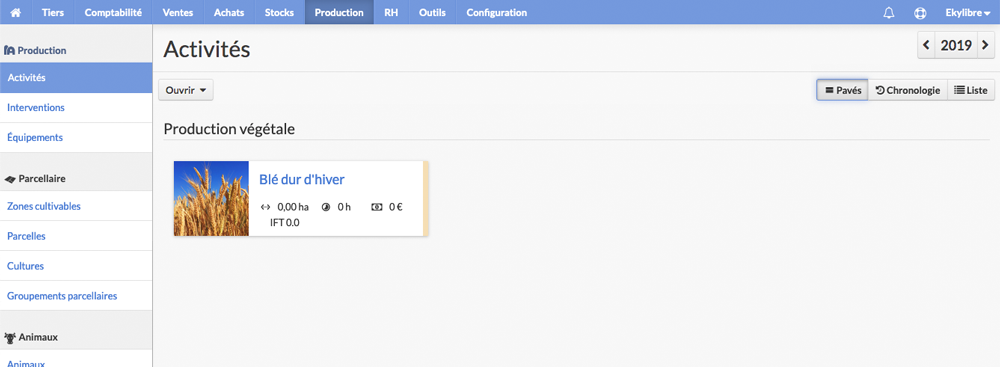 Tiers Comptabilité Ventes Achats Stocks Production RH Outils Configuration Ekylibre
Production
Activités
Interventions
Équipements
Parcellaire
Zones cultivables
Parcelles
Cultures
Groupements parcellaires
Animaux
Animaux
Activités
2019
Ouvrir
Pavés Chronologie Liste
Production végétale
Blé dur d'hiver
0,00 ha 0 h 0 €
IFT 0.0